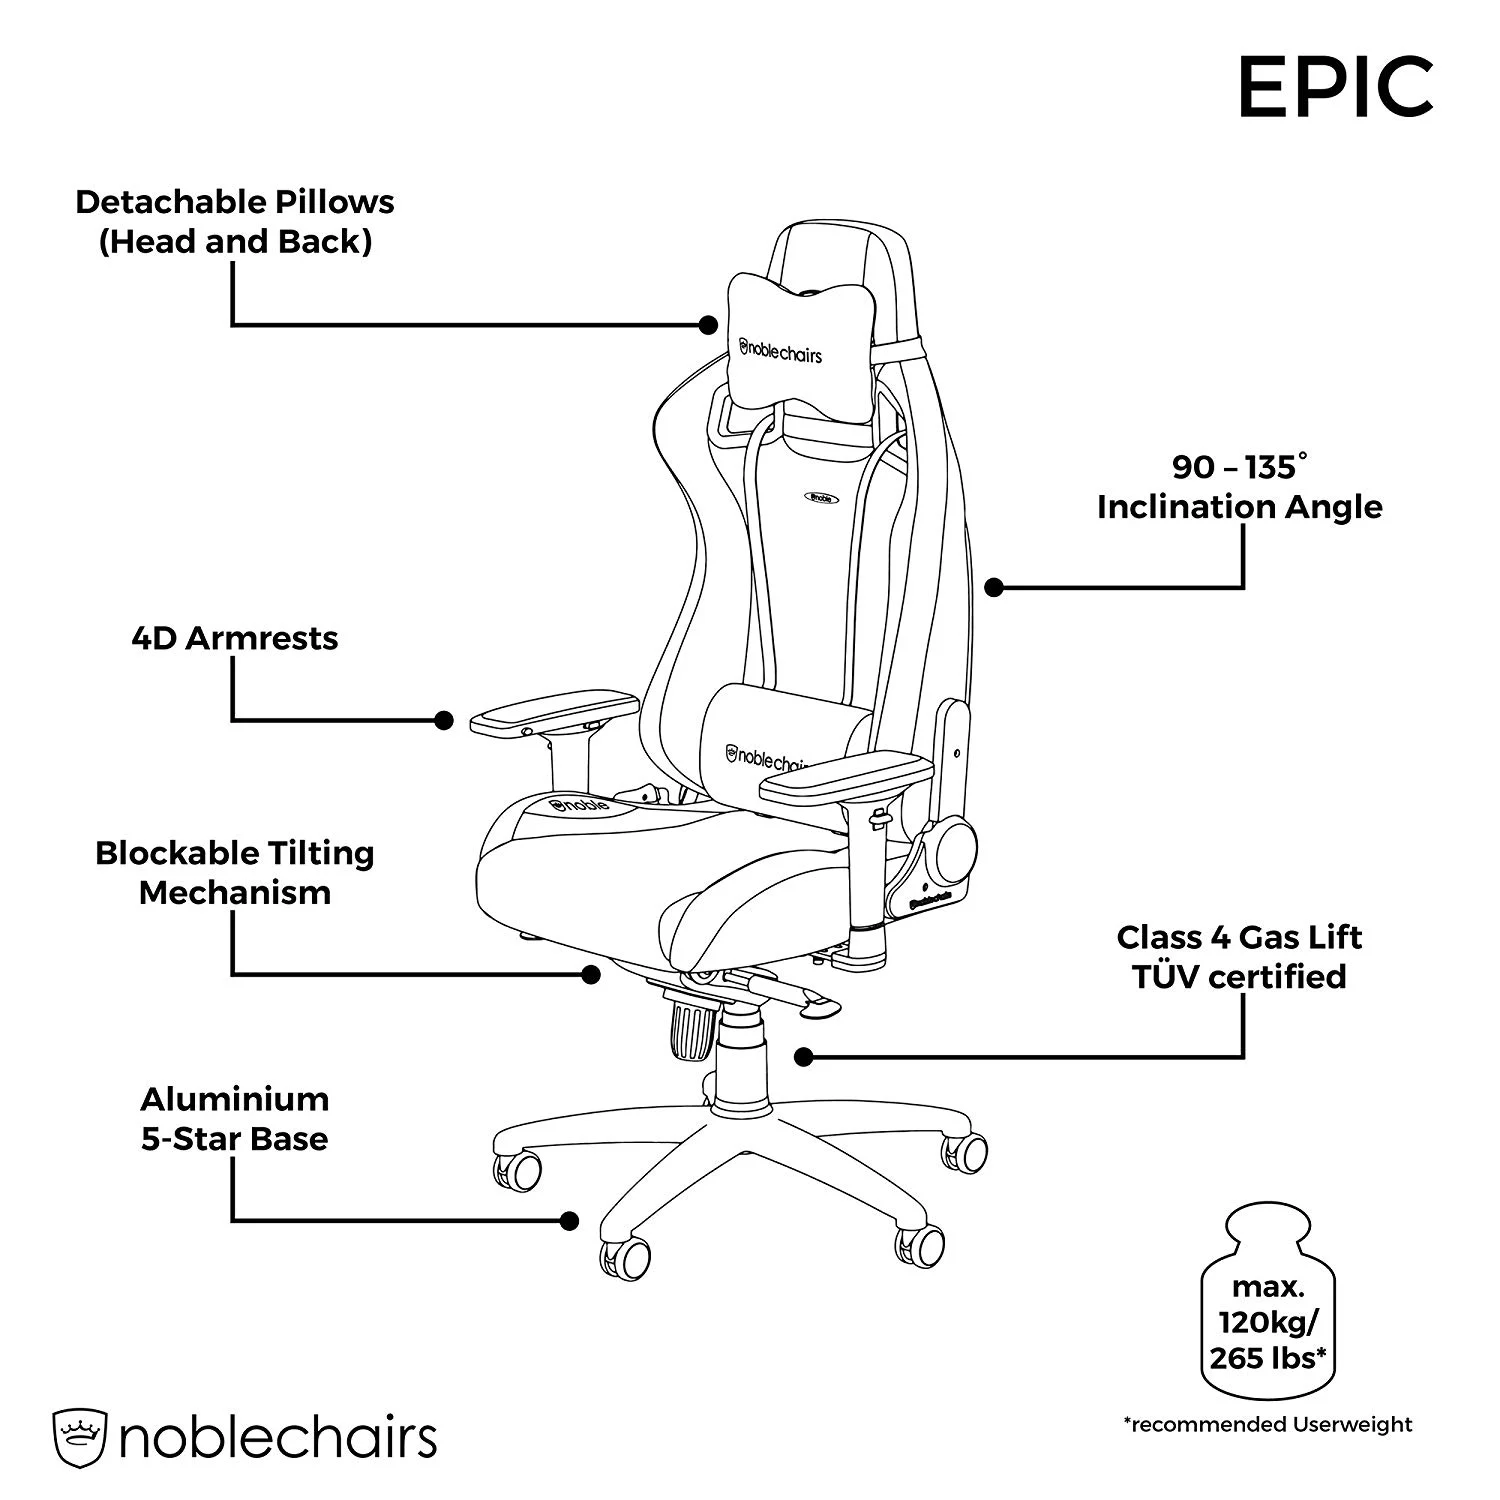 EPIC
Detachable Pillows
(Head and Back)
noblechairs
90 – 135°
Inclination Angle
noble
4D Armrests
noblechairs
noble
Blockable Tilting
Mechanism
noblechairs
Class 4 Gas Lift
TÜV certified
Aluminium
5-Star Base
max.
120kg/
265 lbs*
*recommended Userweight
noblechairs